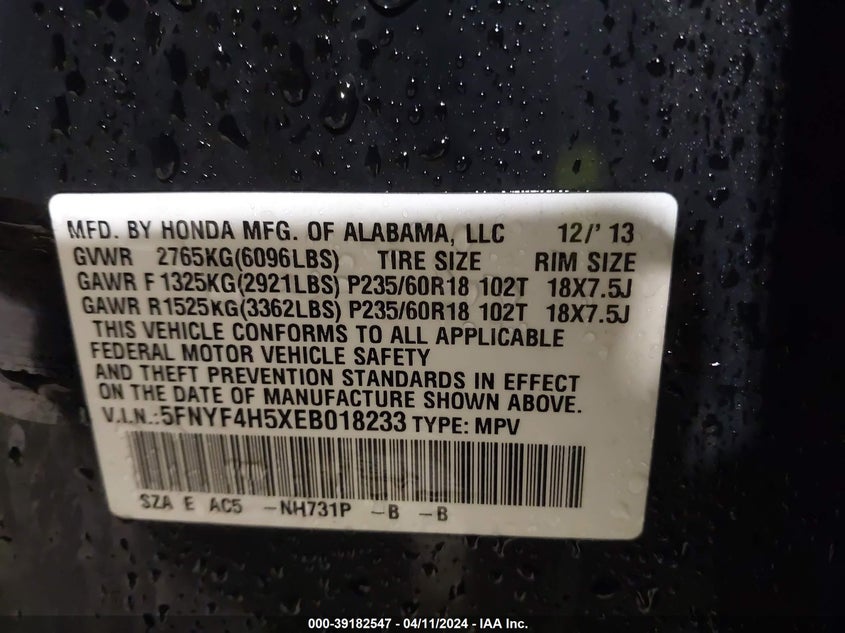 MFD. BY HONDA MFG. OF ALABAMA, LLC 12/' 13
GVWR 2765KG(6096LBS) TIRE SIZE RIM SIZE
GAWR F 1325KG(2921LBS) P235/60R18 102T 18X7.5J
GAWR R1525KG(3362LBS) P235/60R18 102T 18X7.5J
THIS VEHICLE CONFORMS TO ALL APPLICABLE
FEDERAL MOTOR VEHICLE SAFETY
AND THEFT PREVENTION STANDARDS IN EFFECT
ON THE DATE OF MANUFACTURE SHOWN ABOVE.
V.I.N.:5FNYF4H5XEB018233 TYPE: MPV
SZA E AC5 -NH731P -B -B
000-39182547 - 04/11/2024 - IAA Inc.